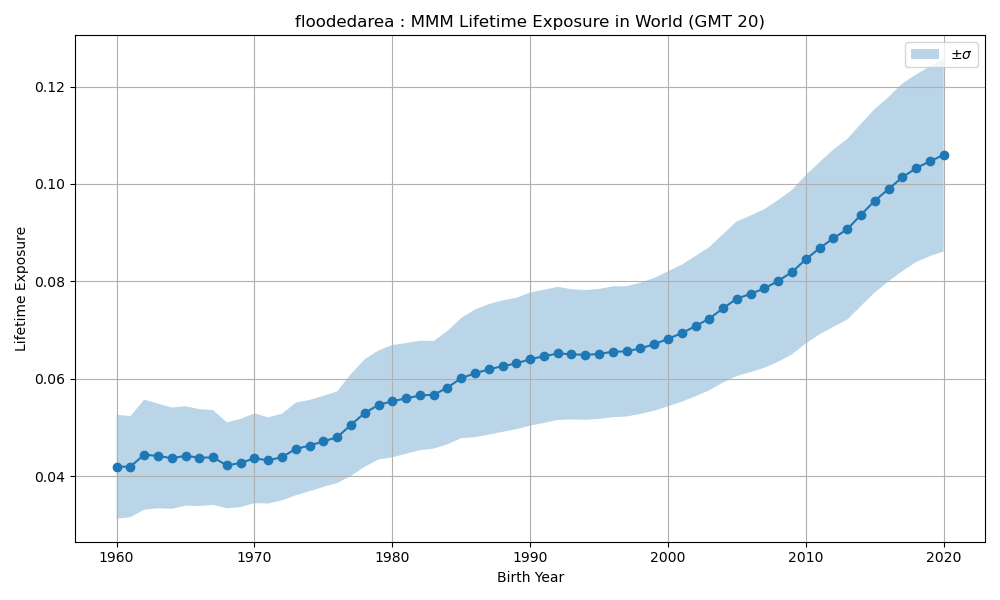 floodedarea : MMM Lifetime Exposure in World (GMT 20)
±σ
0.12
0.10
0.08
0.06
0.04
Lifetime Exposure
1960 1970 1980 1990 2000 2010 2020
Birth Year